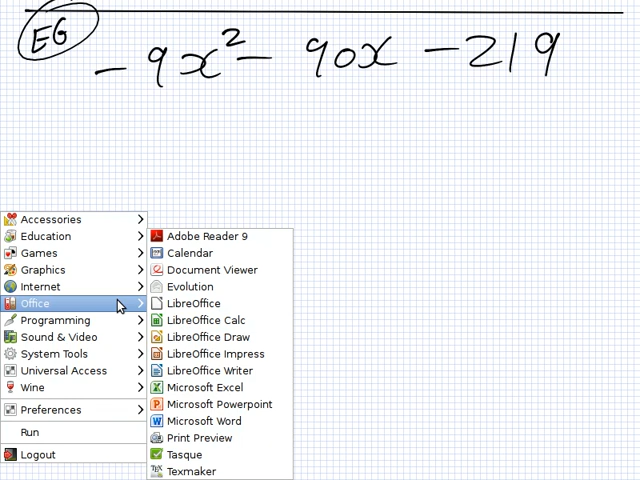 EG
-9x²- 90x -219
Accessories
Education
Games
Graphics
Internet
Office
Programming
Sound & Video
System Tools
Universal Access
Wine
Preferences
Run
Logout
Adobe Reader 9
Calendar
Document Viewer
Evolution
LibreOffice
LibreOffice Calc
LibreOffice Draw
LibreOffice Impress
LibreOffice Writer
Microsoft Excel
Microsoft Powerpoint
Microsoft Word
Print Preview
Tasque
Texmaker